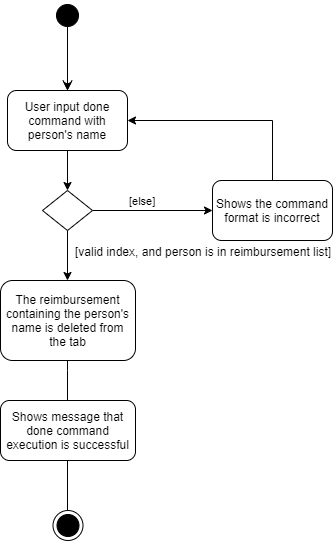 User input done
command with
person's name
[else]
Shows the command
format is incorrect
[valid index, and person is in reimbursement list]
The reimbursement
containing the person's
name is deleted from
the tab
Shows message that
done command
execution is successful